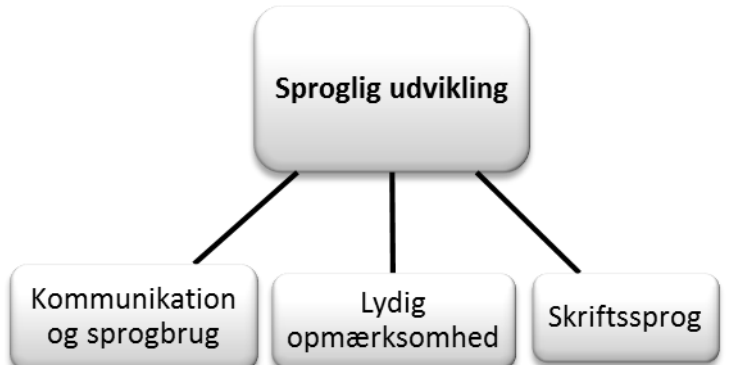 Sproglig udvikling
Kommunikation
og sprogbrug
Lydig
opmærksomhed
Skriftssprog